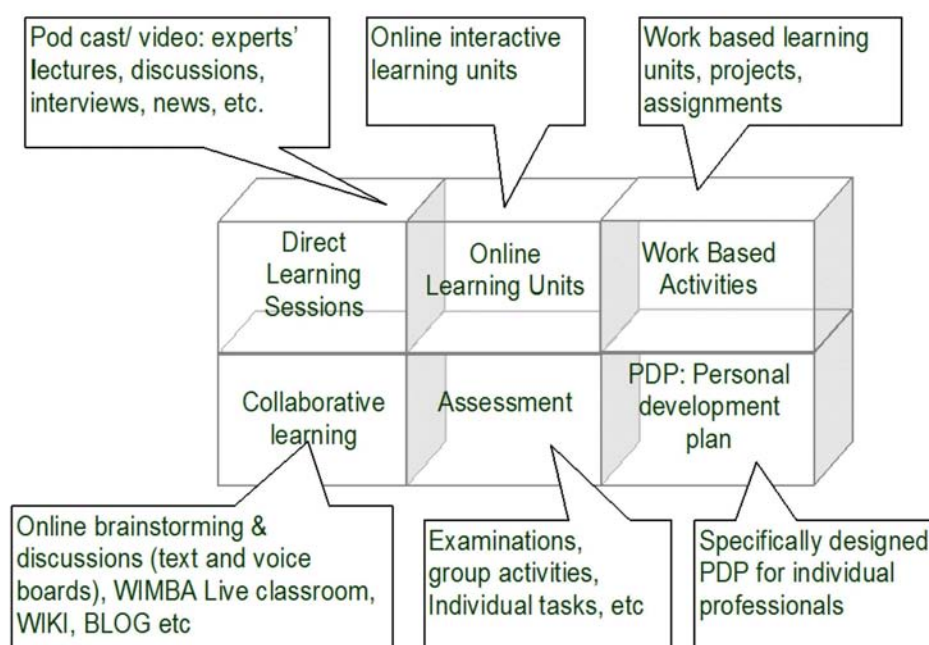 Pod cast/ video: experts’
lectures, discussions,
interviews, news, etc.
Online interactive
learning units
Work based learning
units, projects,
assignments
Direct
Learning
Sessions
Online
Learning Units
Work Based
Activities
Collaborative
learning
Assessment
PDP: Personal
development
plan
Online brainstorming &
discussions (text and voice
boards), WIMBA Live classroom,
WIKI, BLOG etc
Examinations,
group activities,
Individual tasks, etc
Specifically designed
PDP for individual
professionals